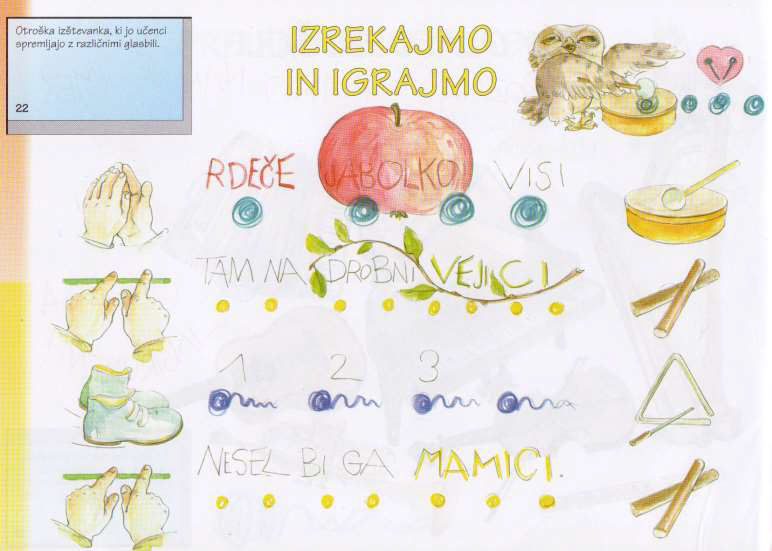 Otroška izštevanka, ki jo učenci
spremljajo z različnimi glasbili.
22
IZREKAJMO
IN IGRAJMO
RDEČE JABOLKO VISI
TAM NA DROBNI VEJICI
1 2 3
NESEL BI GA MAMICI.